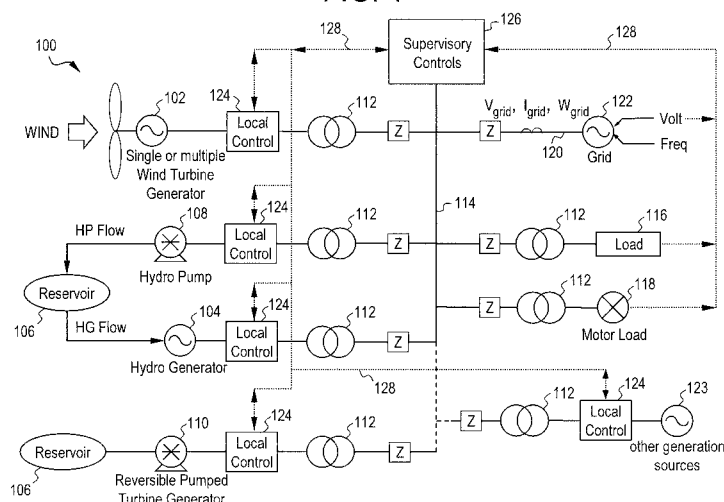 126
128
Supervisory
Controls
128
100
102
124
112
V_grid, I_grid, W_grid
122
WIND
Local
Control
Z
Z
120
Volt
Freq
Grid
Single or multiple
Wind Turbine
Generator
124
112
114
112
116
HP Flow
108
Local
Control
Z
Z
Load
Hydro Pump
Reservoir
106
HG Flow
104
124
112
112
118
Z
Motor Load
Local
Control
Z
Hydro Generator
128
112
124
123
124
112
Z
Local
Control
other generation
sources
Reservoir
106
110
Local
Control
Z
Reversible Pumped
Turbine Generator